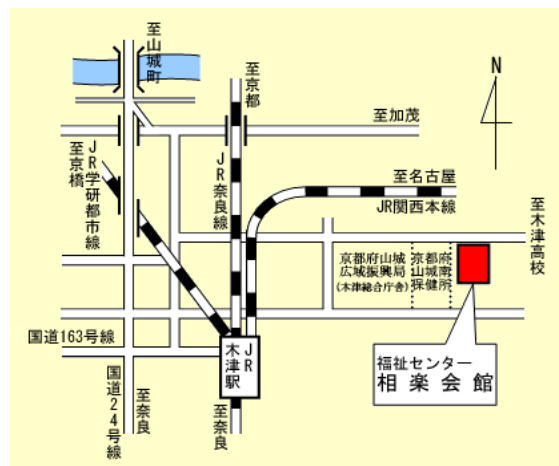 至山城町
至京都
N
至加茂
JR学研都市線
至京橋
JR奈良線
至名古屋
JR関西本線
至木津高校
京都府山城
広域振興局
(木津総合庁舎)
京都府
山城南
保健所
国道163号線
JR
木津駅
福祉センター
相楽会館
国道24号線
至奈良
至奈良